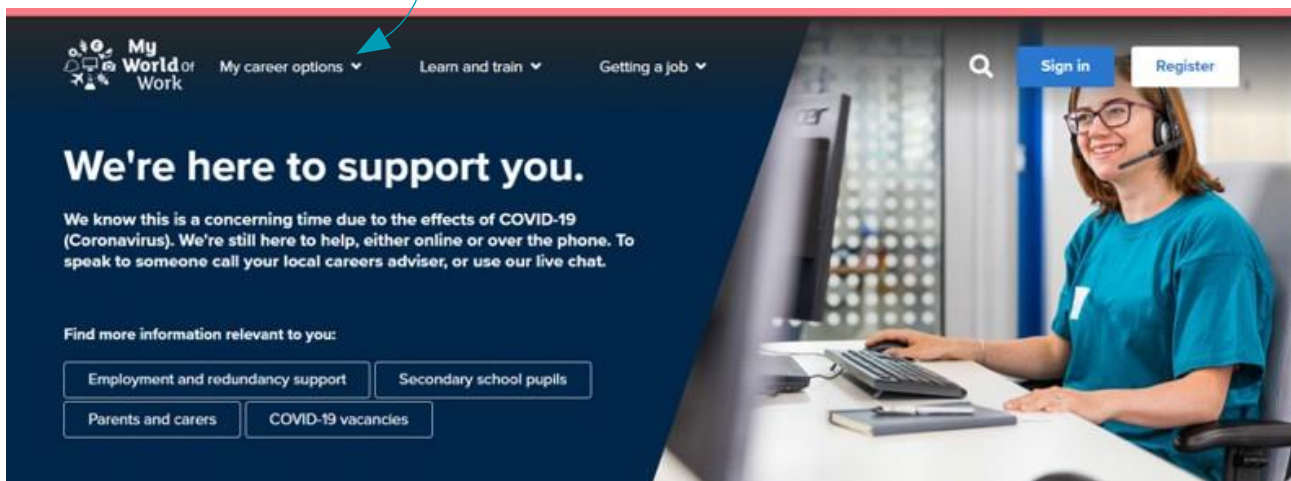 My
World of
Work
My career options
Learn and train
Getting a job
Sign in
Register
We're here to support you.
We know this is a concerning time due to the effects of COVID-19
(Coronavirus). We're still here to help, either online or over the phone. To
speak to someone call your local careers adviser, or use our live chat.
Find more information relevant to you:
Employment and redundancy support
Secondary school pupils
Parents and carers
COVID-19 vacancies